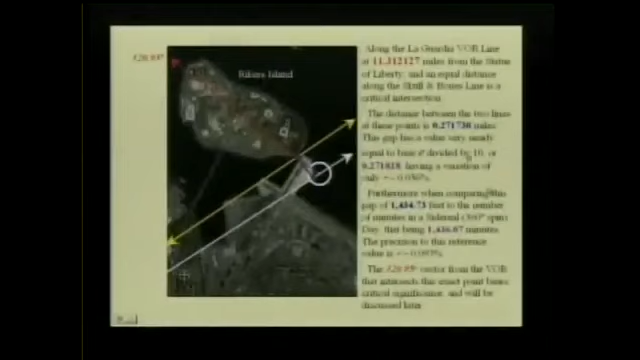 328.95°
Rikers Island
Along the La Guardia VOR Lane
at 11.312127 miles from the Statue
of Liberty, and an equal distance
along the Skull & Bones Lane is a
critical intersection.
The distance between the two lines
at these points is 0.271730 miles.
This gap has a value very nearly
equal to base e divided by 10, or
0.271828, having a variation of
only
Furthermore when comparing this
gap of 1,434.73 feet to the number
of minutes in a Sidereal (360° spin)
Day, that being 1,436.07 minutes.
The precision to this reference
value is
The vector from the VOR
that intersects this exact point bears
critical significance, and will be
discussed later.